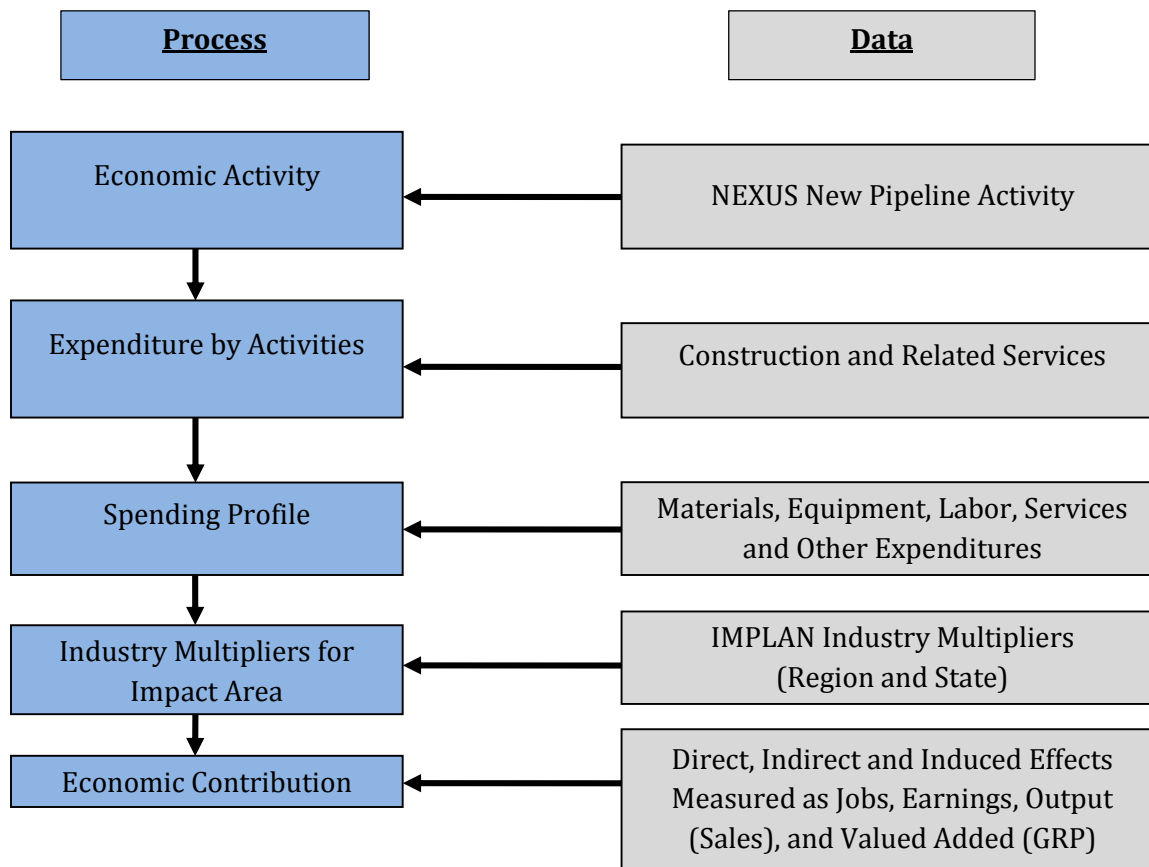 Process
Data
Economic Activity
NEXUS New Pipeline Activity
Expenditure by Activities
Construction and Related Services
Spending Profile
Materials, Equipment, Labor, Services
and Other Expenditures
Industry Multipliers for
Impact Area
IMPLAN Industry Multipliers
(Region and State)
Economic Contribution
Direct, Indirect and Induced Effects
Measured as Jobs, Earnings, Output
(Sales), and Valued Added (GRP)